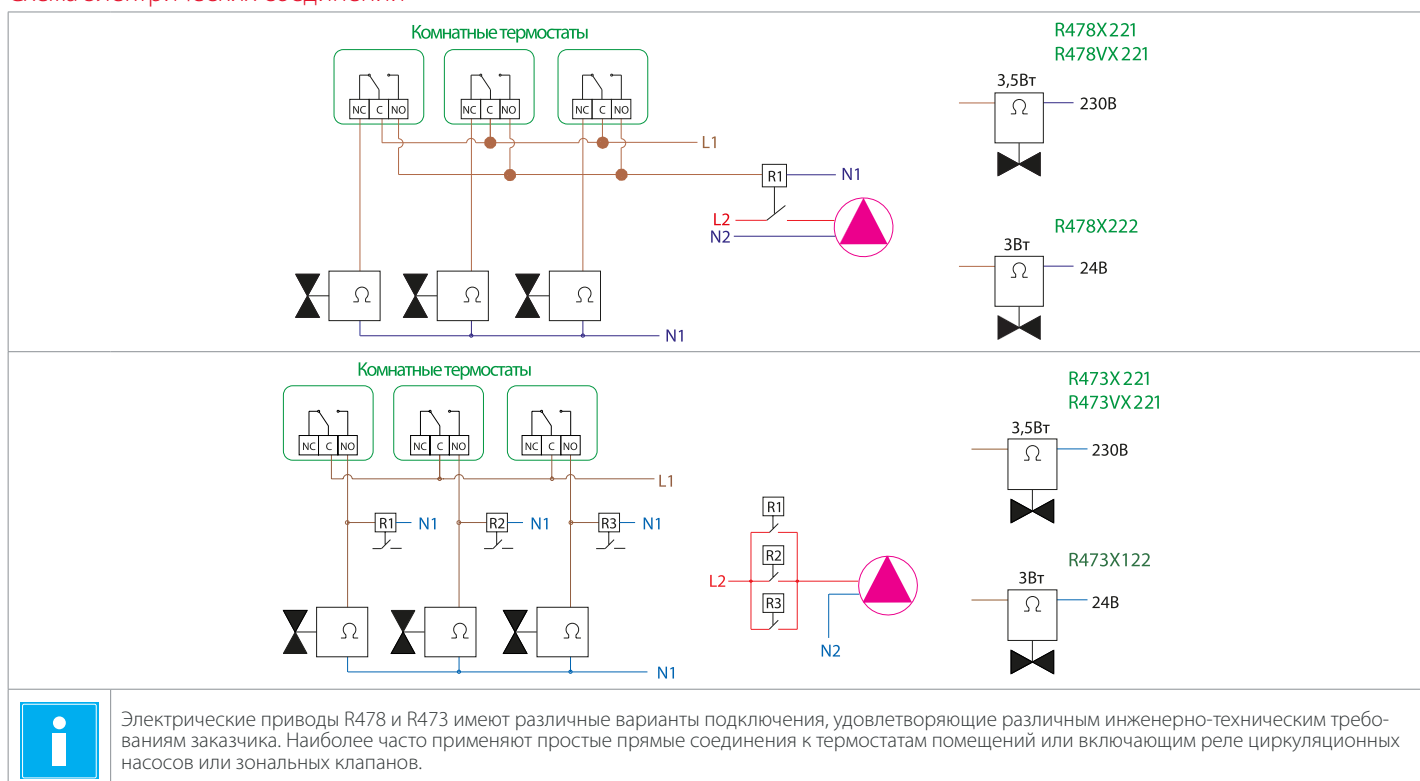 Комнатные термостаты
NC C NO
NC C NO
NC C NO
L1
R1 N1
L2
N2
Ω
Ω
Ω
N1
R478X221
R478VX221
3,5Вт
Ω
230В
R478X222
3Вт
Ω
24В
Комнатные термостаты
NC C NO
NC C NO
NC C NO
L1
R1 N1
R2 N1
R3 N1
Ω
Ω
Ω
N1
R1
R2
L2
R3
N2
R473X221
R473VX221
3,5Вт
Ω
230В
R473X122
3Вт
Ω
24В
i
Электрические приводы R478 и R473 имеют различные варианты подключения, удовлетворяющие различным инженерно-техническим требо-
ваниям заказчика. Наиболее часто применяют простые прямые соединения к термостатам помещений или включающим реле циркуляционных
насосов или зональных клапанов.